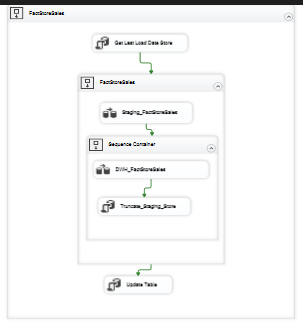 FactStoreSales
Get Last Load Date Store
FactStoreSales
Staging_FactStoreSales
Sequence Container
DWH_FactStoreSales
Truncate_Staging_Store
Update Table